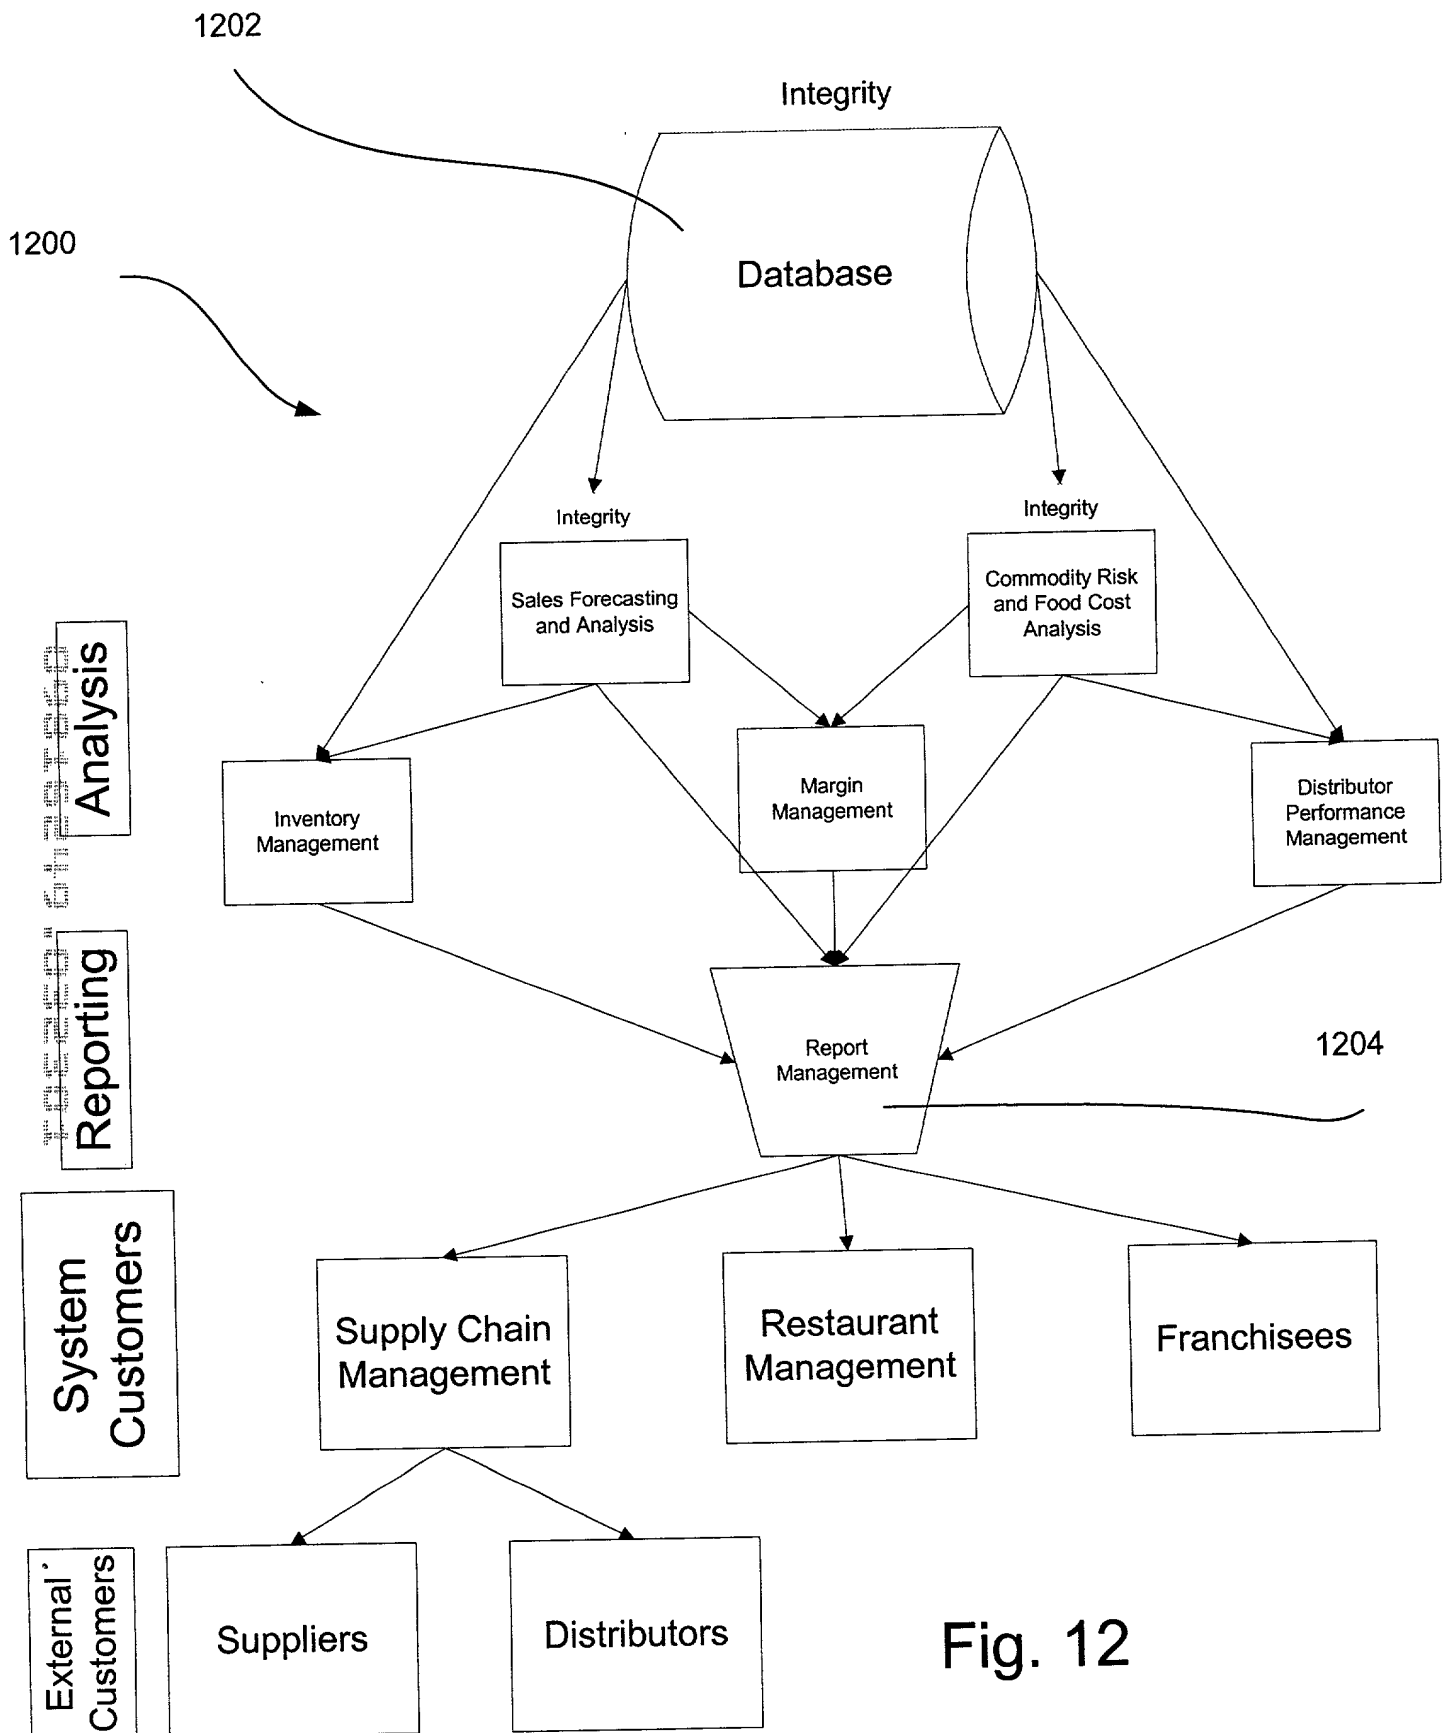 1202
Integrity
1200
Database
Integrity
Integrity
Sales Forecasting
and Analysis
Commodity Risk
and Food Cost
Analysis
Analysis
Inventory
Management
Margin
Management
Distributor
Performance
Management
Reporting
Report
Management
1204
System
Customers
Supply Chain
Management
Restaurant
Management
Franchisees
External
Customers
Suppliers
Distributors
Fig. 12